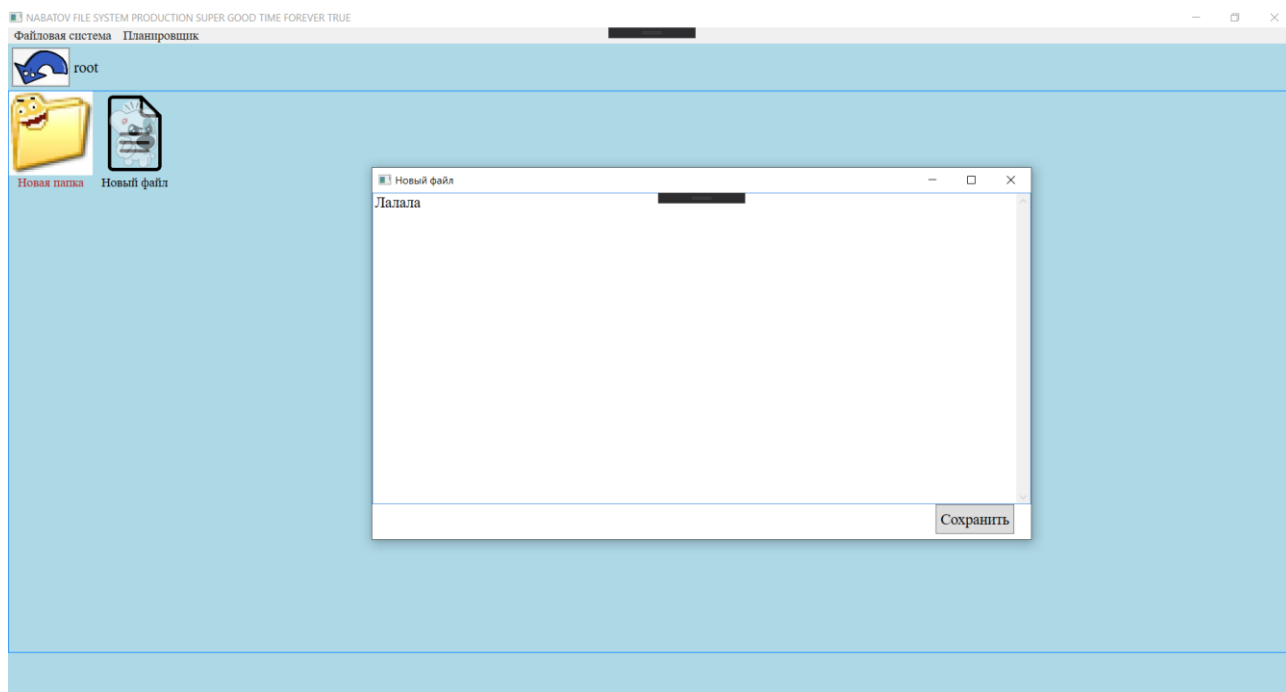 NABATOV FILE SYSTEM PRODUCTION SUPER GOOD TIME FOREVER TRUE
Файловая система Планировщик
root
Новая папка Новый файл
Новый файл
Лалала
Сохранить